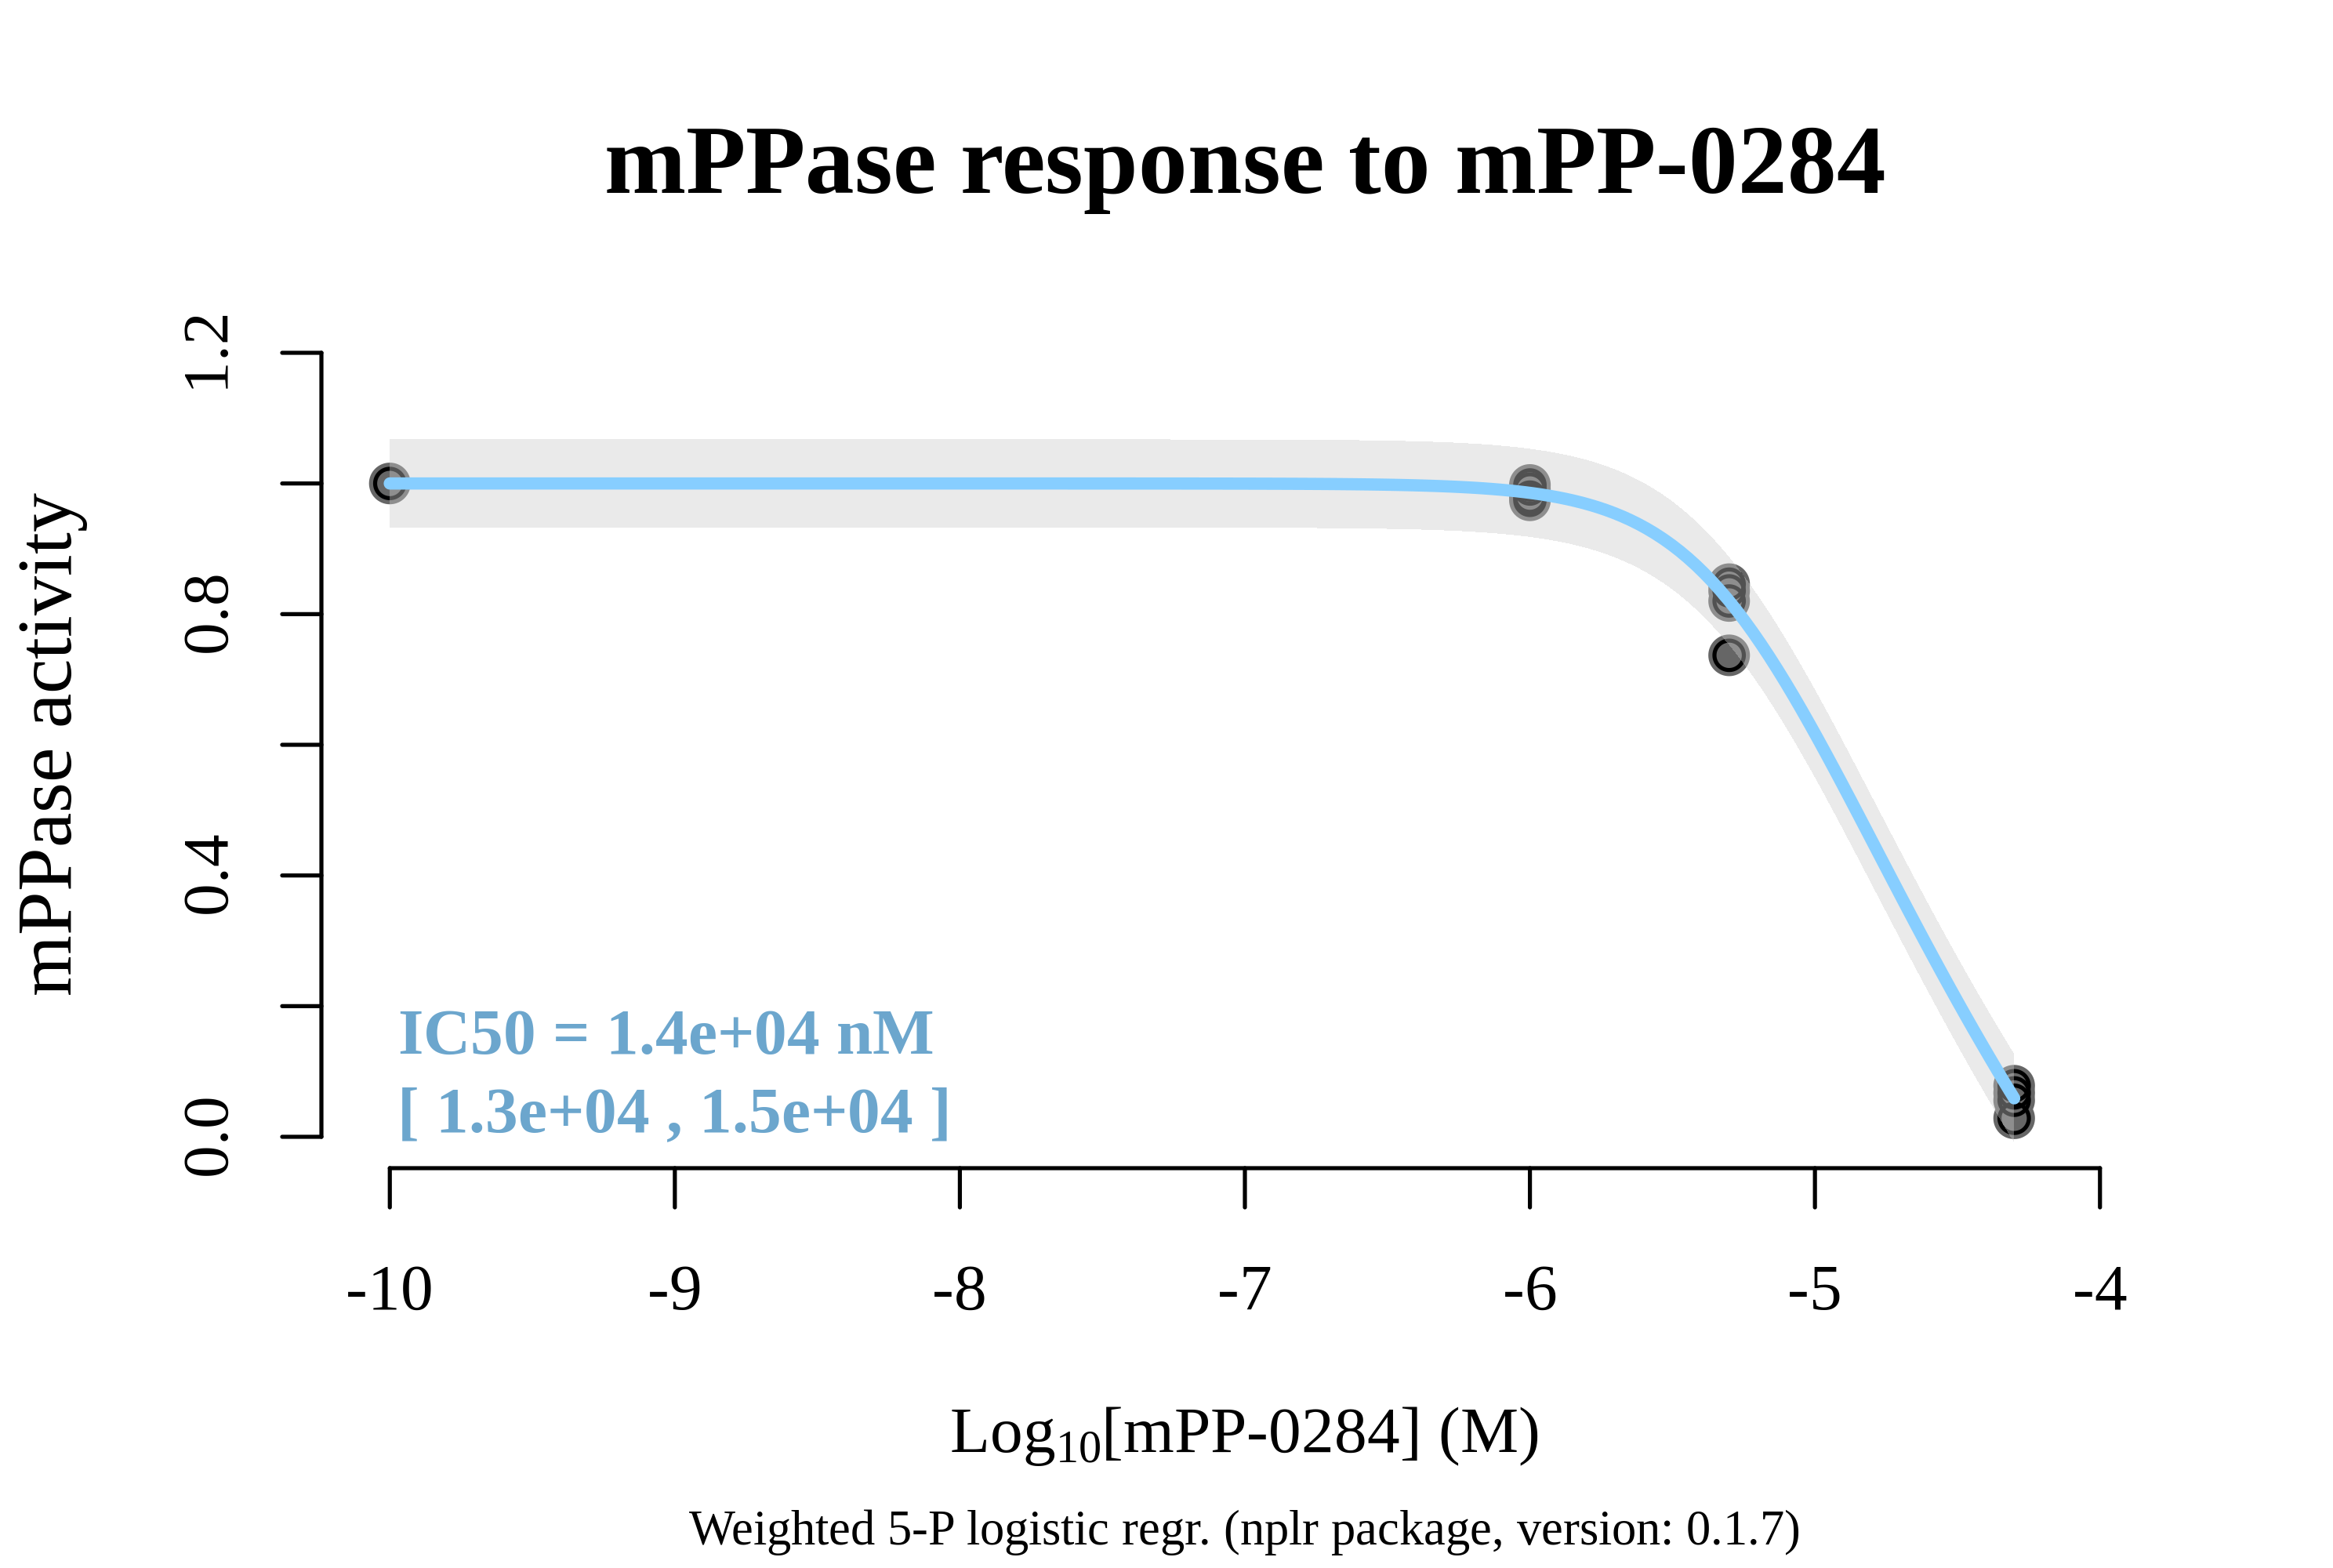 mPPase response to mPP-0284
mPPase activity
1.2
0.8
0.4
0.0
IC50 = 1.4e+04 nM
[ 1.3e+04 , 1.5e+04 ]
-10 -9 -8 -7 -6 -5 -4
Log10[mPP-0284] (M)
Weighted 5-P logistic regr. (nplr package, version: 0.1.7)